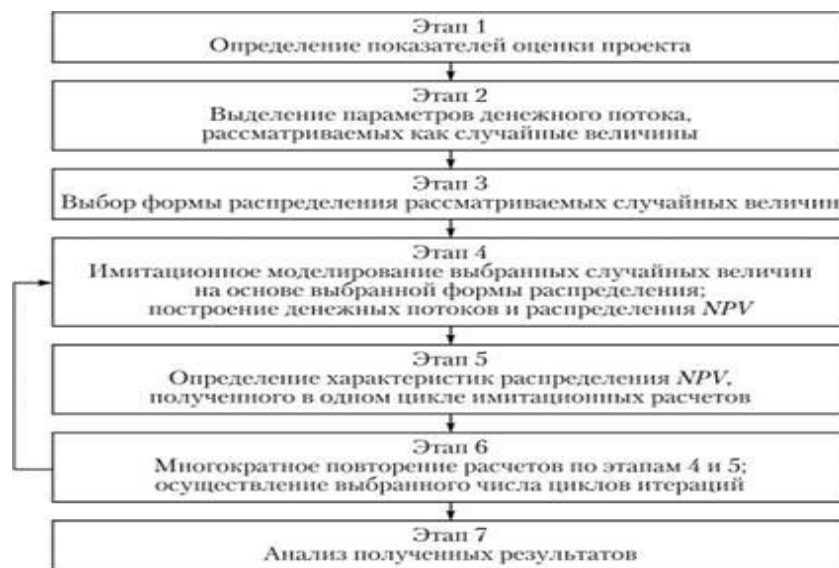 Этап 1
Определение показателей оценки проекта
Этап 2
Выделение параметров денежного потока,
рассматриваемых как случайные величины
Этап 3
Выбор формы распределения рассматриваемых случайных величин
Этап 4
Имитационное моделирование выбранных случайных величин
на основе выбранной формы распределения;
построение денежных потоков и распределения NPV
Этап 5
Определение характеристик распределения NPV,
полученного в одном цикле имитационных расчетов
Этап 6
Многократное повторение расчетов по этапам 4 и 5;
осуществление выбранного числа циклов итераций
Этап 7
Анализ полученных результатов